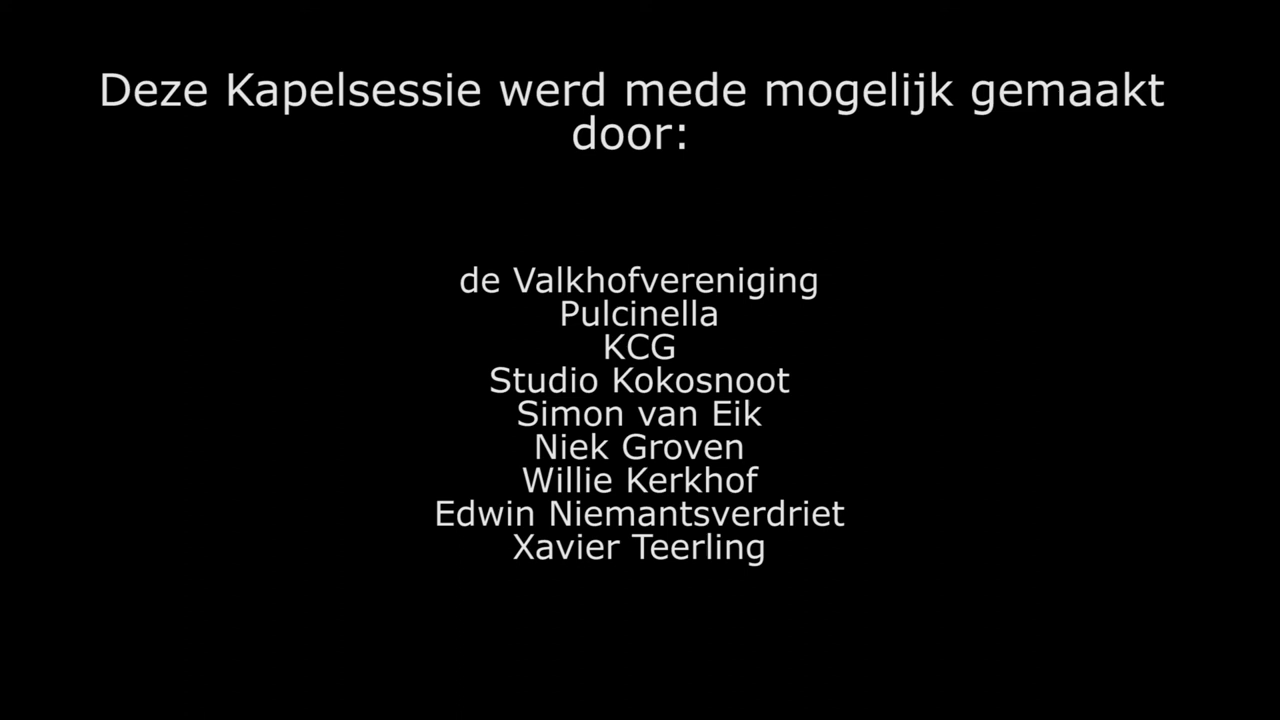 Deze Kapelsessie werd mede mogelijk gemaakt
door:
de Valkhofvereniging
Pulcinella
KCG
Studio Kokosnoot
Simon van Eik
Niek Groven
Willie Kerkhof
Edwin Niemantsverdriet
Xavier Teerling